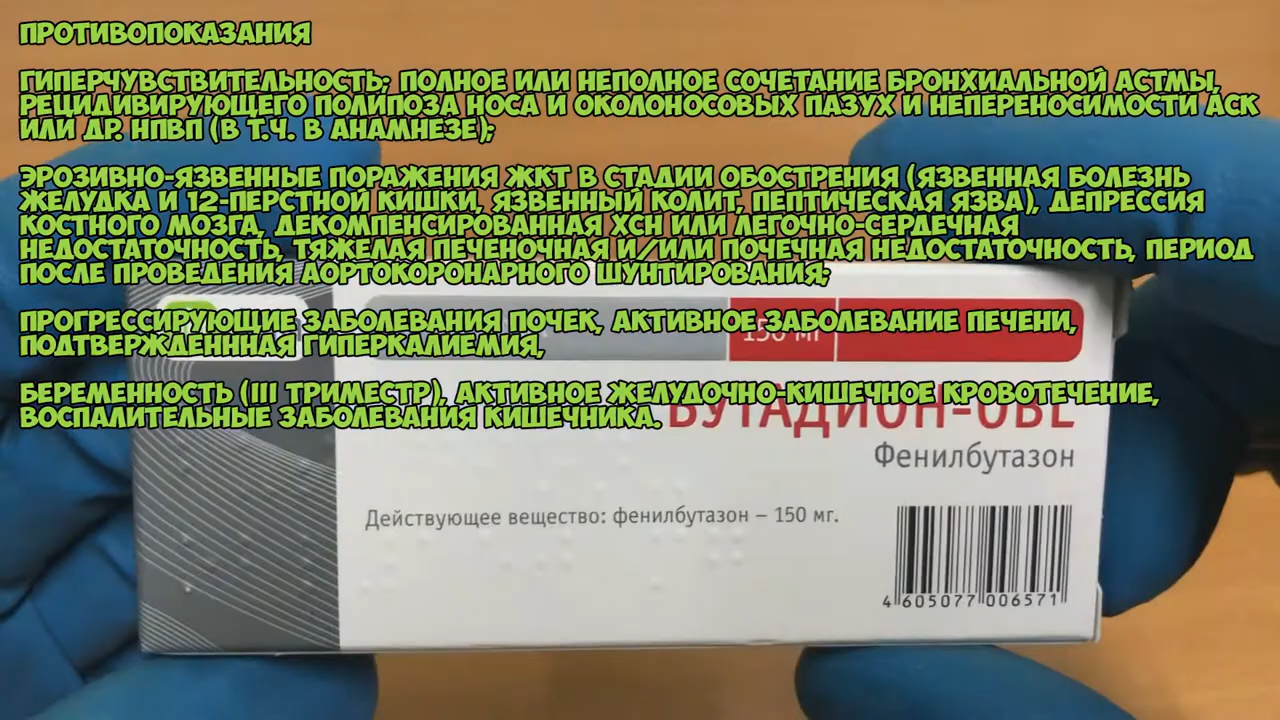 ПРОТИВОПОКАЗАНИЯ
ГИПЕРЧУВСТВИТЕЛЬНОСТЬ; ПОЛНОЕ ИЛИ НЕПОЛНОЕ СОЧЕТАНИЕ БРОНХИАЛЬНОЙ АСТМЫ,
РЕЦИДИВИРУЮЩЕГО ПОЛИПОЗА НОСА И ОКОЛОНОСОВЫХ ПАЗУХ И НЕПЕРЕНОСИМОСТИ АСК
ИЛИ ДР. НПВП (В Т.Ч. В АНАМНЕЗЕ);
ЭРОЗИВНО-ЯЗВЕННЫЕ ПОРАЖЕНИЯ ЖКТ В СТАДИИ ОБОСТРЕНИЯ (ЯЗВЕННАЯ БОЛЕЗНЬ
ЖЕЛУДКА И 12-ПЕРСТНОЙ КИШКИ, ЯЗВЕННЫЙ КОЛИТ, ПЕПТИЧЕСКАЯ ЯЗВА), ДЕПРЕССИЯ
КОСТНОГО МОЗГА, ДЕКОМПЕНСИРОВАННАЯ ХСН ИЛИ ЛЕГОЧНО-СЕРДЕЧНАЯ
НЕДОСТАТОЧНОСТЬ, ТЯЖЕЛАЯ ПЕЧЕНОЧНАЯ И/ИЛИ ПОЧЕЧНАЯ НЕДОСТАТОЧНОСТЬ, ПЕРИОД
ПОСЛЕ ПРОВЕДЕНИЯ АОРТОКОРОНАРНОГО ШУНТИРОВАНИЯ;
ПРОГРЕССИРУЮЩИЕ ЗАБОЛЕВАНИЯ ПОЧЕК, АКТИВНОЕ ЗАБОЛЕВАНИЕ ПЕЧЕНИ,
150 мг
ПОДТВЕРЖДЕНННАЯ ГИПЕРКАЛИЕМИЯ,
БЕРЕМЕННОСТЬ (III ТРИМЕСТР), АКТИВНОЕ ЖЕЛУДОЧНО-КИШЕЧНОЕ КРОВОТЕЧЕНИЕ,
ВОСПАЛИТЕЛЬНЫЕ ЗАБОЛЕВАНИЯ КИШЕЧНИКА.
БУТАДИОН-OBL
Фенилбутазон
Действующее вещество: фенилбутазон – 150 мг.
4 605077 006571